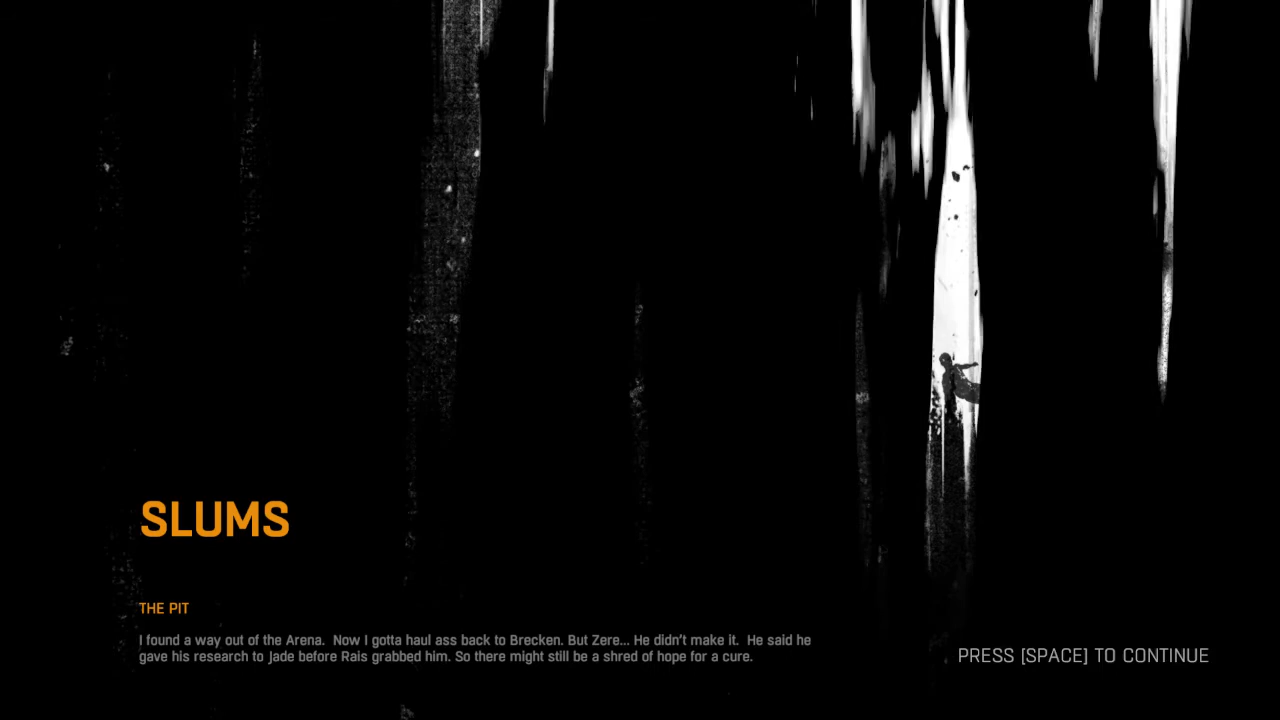 SLUMS
THE PIT
I found a way out of the Arena.  Now I gotta haul ass back to Brecken. But Zere... He didn't make it.  He said he
gave his research to Jade before Rais grabbed him. So there might still be a shred of hope for a cure.
PRESS [SPACE] TO CONTINUE